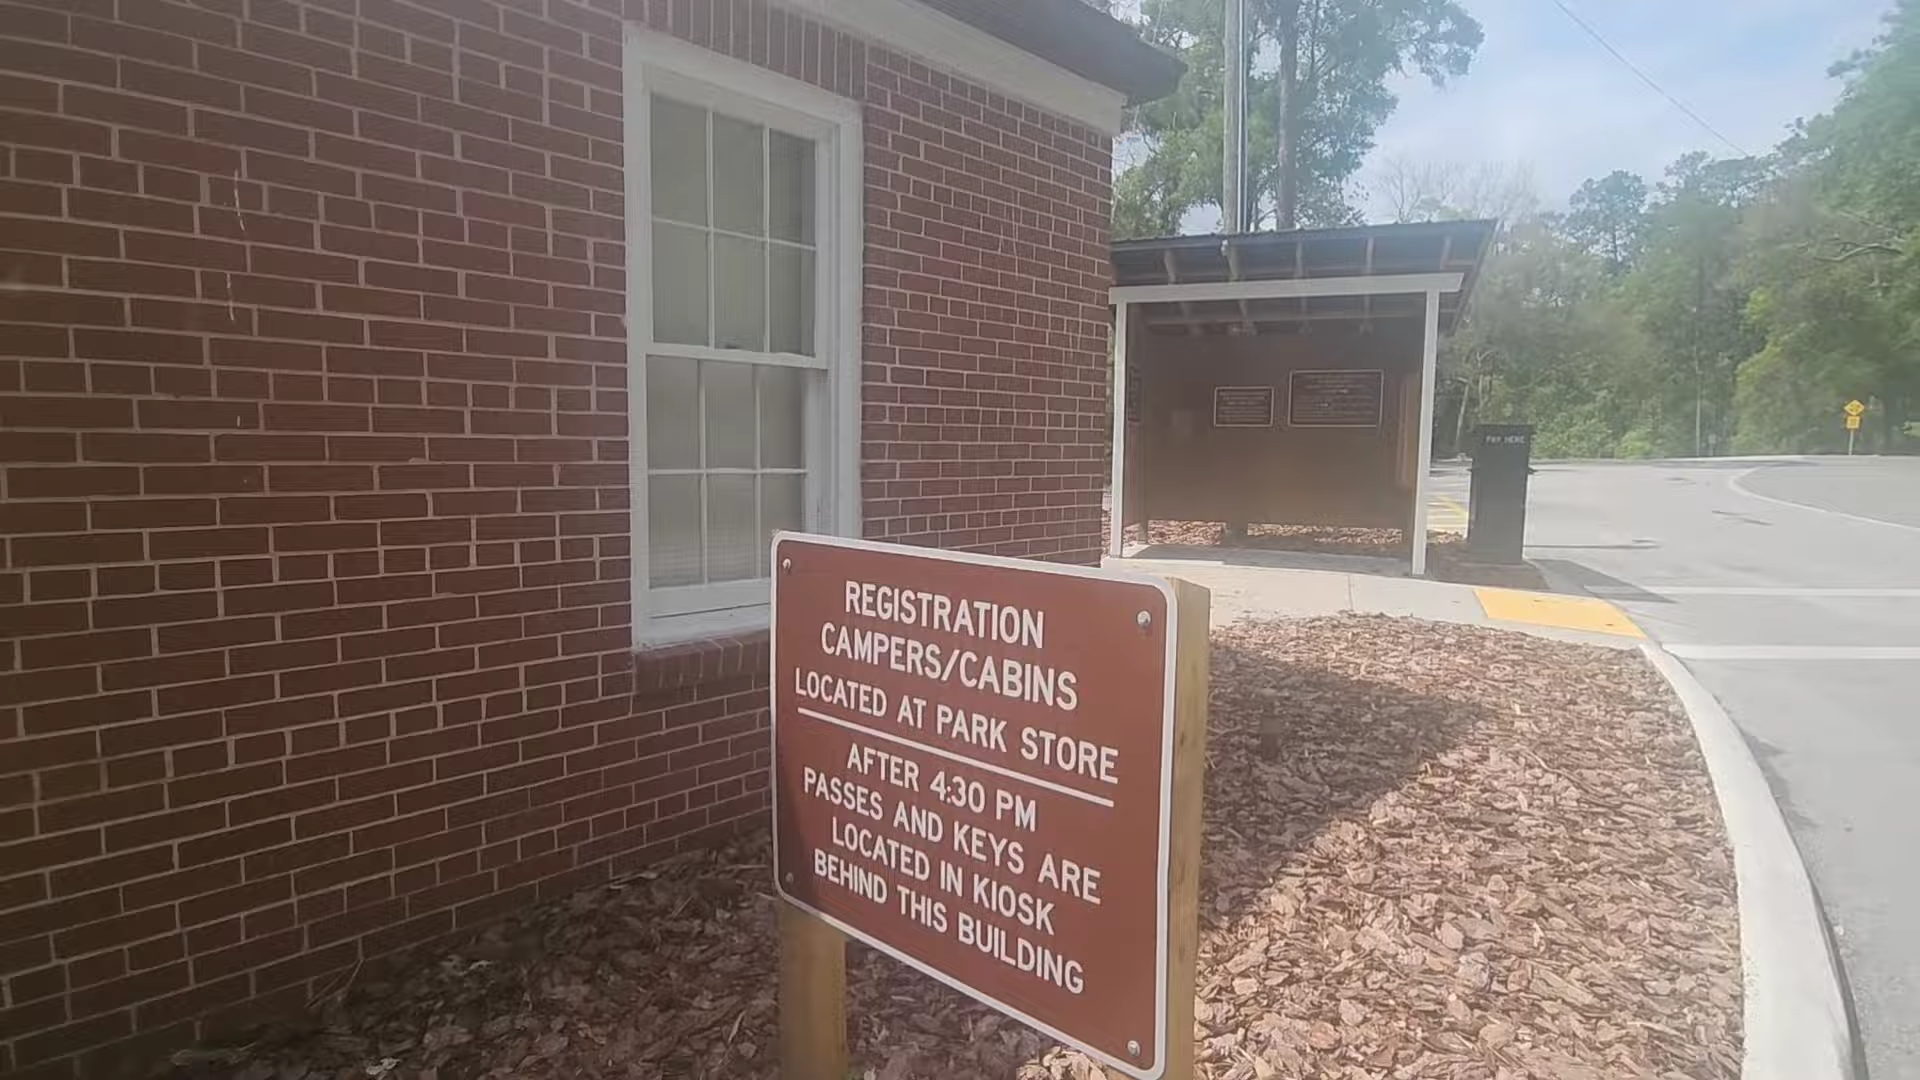 REGISTRATION
CAMPERS/CABINS
LOCATED AT PARK STORE
AFTER 4:30 PM
PASSES AND KEYS ARE
LOCATED IN KIOSK
BEHIND THIS BUILDING
PAY HERE